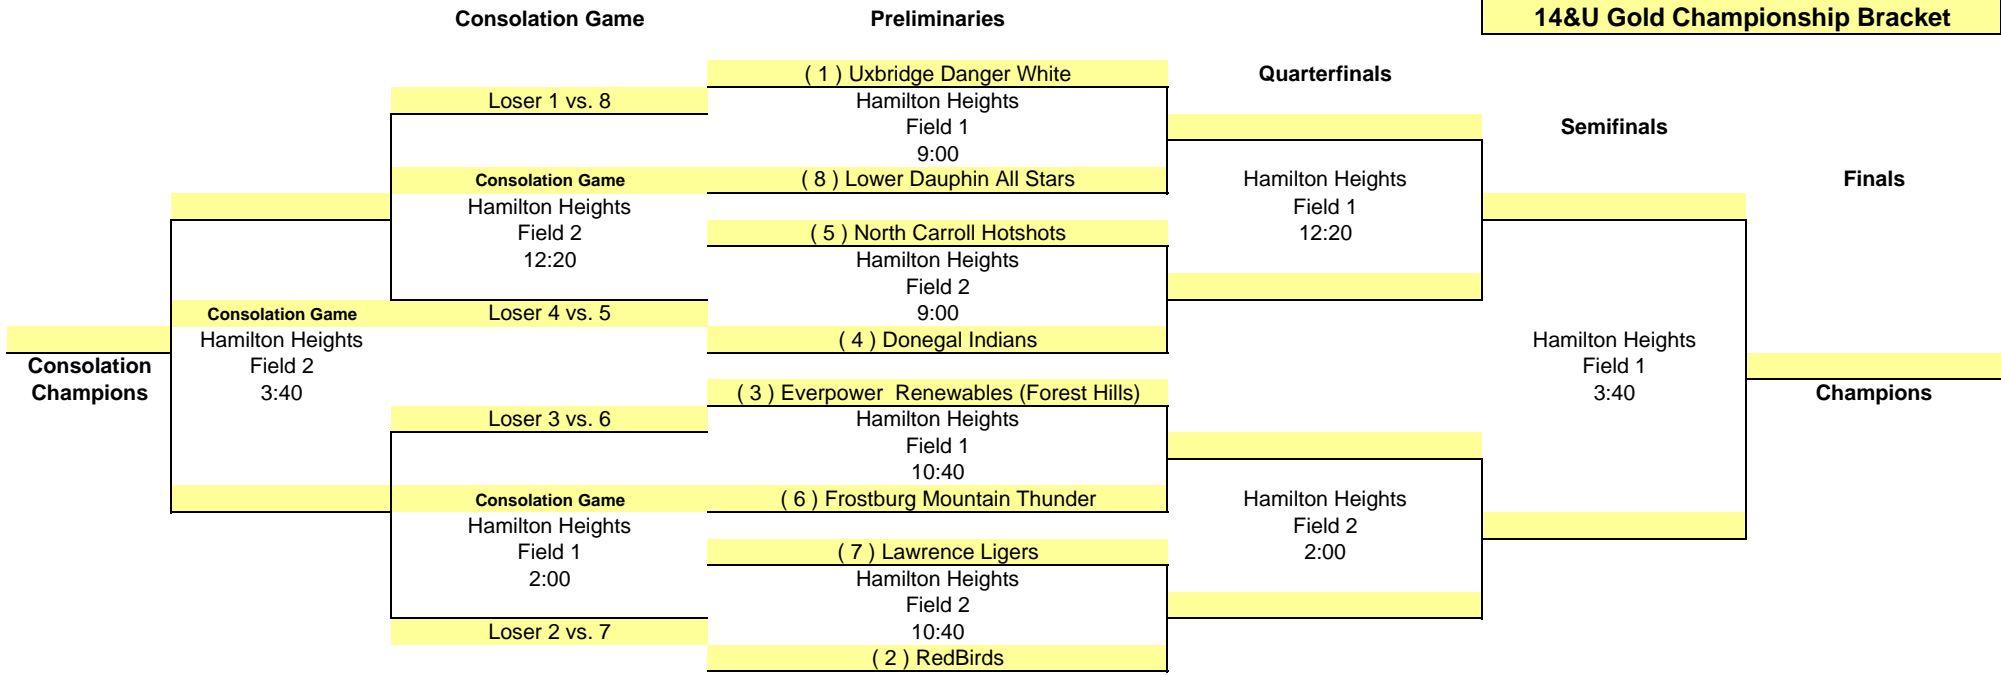 Consolation Game
Preliminaries
14&U Gold Championship Bracket
( 1 ) Uxbridge Danger White
Quarterfinals
Loser 1 vs. 8
Hamilton Heights
Field 1
Semifinals
9:00
Consolation Game
( 8 ) Lower Dauphin All Stars
Hamilton Heights
Finals
Hamilton Heights
Field 1
Field 2
( 5 ) North Carroll Hotshots
12:20
12:20
Hamilton Heights
Field 2
Consolation Game
Loser 4 vs. 5
9:00
Hamilton Heights
( 4 ) Donegal Indians
Hamilton Heights
Consolation
Field 2
Field 1
Champions
3:40
( 3 ) Everpower  Renewables (Forest Hills)
3:40
Champions
Loser 3 vs. 6
Hamilton Heights
Field 1
10:40
Consolation Game
( 6 ) Frostburg Mountain Thunder
Hamilton Heights
Hamilton Heights
Field 2
Field 1
( 7 ) Lawrence Ligers
2:00
2:00
Hamilton Heights
Field 2
Loser 2 vs. 7
10:40
( 2 ) RedBirds